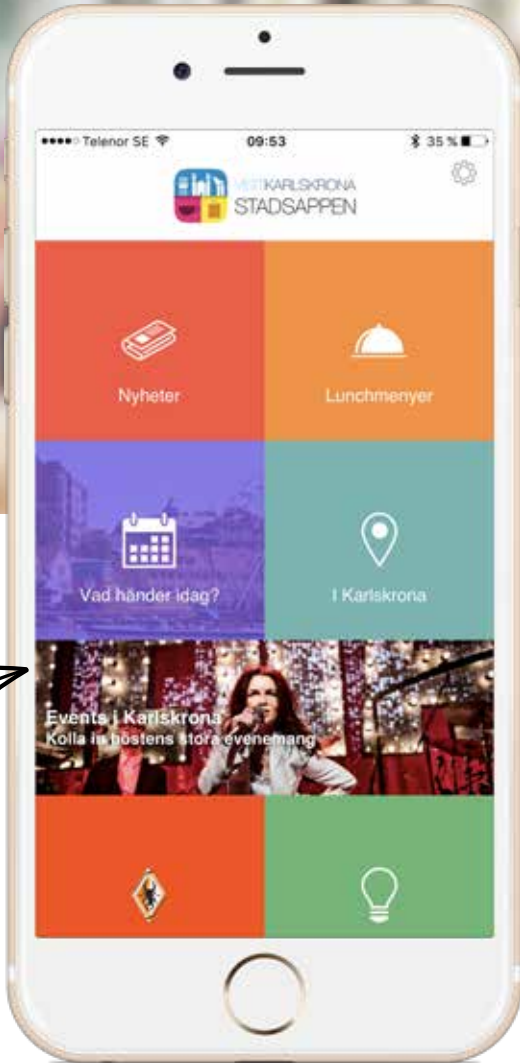 Telenor SE 09:53 35 %
VISITKARLSKRONA
STADSAPPEN
Nyheter Lunchmenyer
Vad händer idag? I Karlskrona
Events i Karlskrona
Kolla in höstens stora evenemang